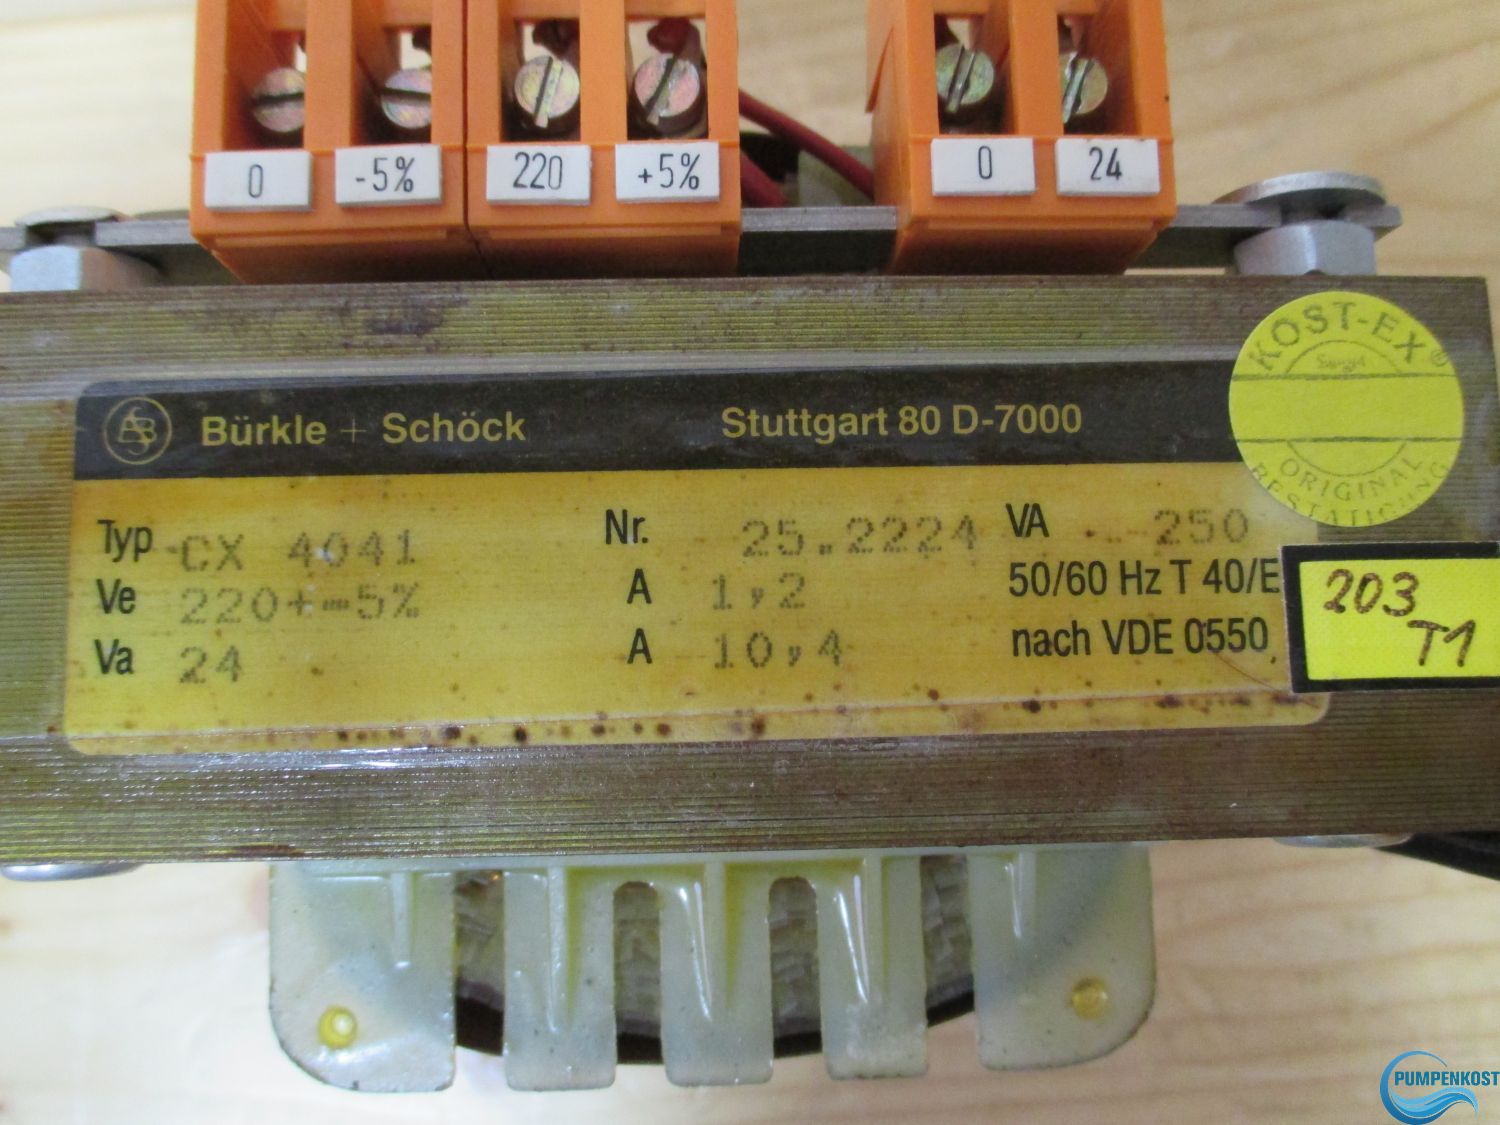 0 -5% 220 +5% 0 24
Bürkle + Schöck Stuttgart 80 D-7000
Typ CX 4041 Nr. 25.2224 VA 250
Ve 220+-5% A 1,2 50/60 Hz T 40/E
Va 24 A 10,4 nach VDE 0550
KOST-EX®
ORIGINAL
BESTATIGUNG
203
T1
PUMPENKOST